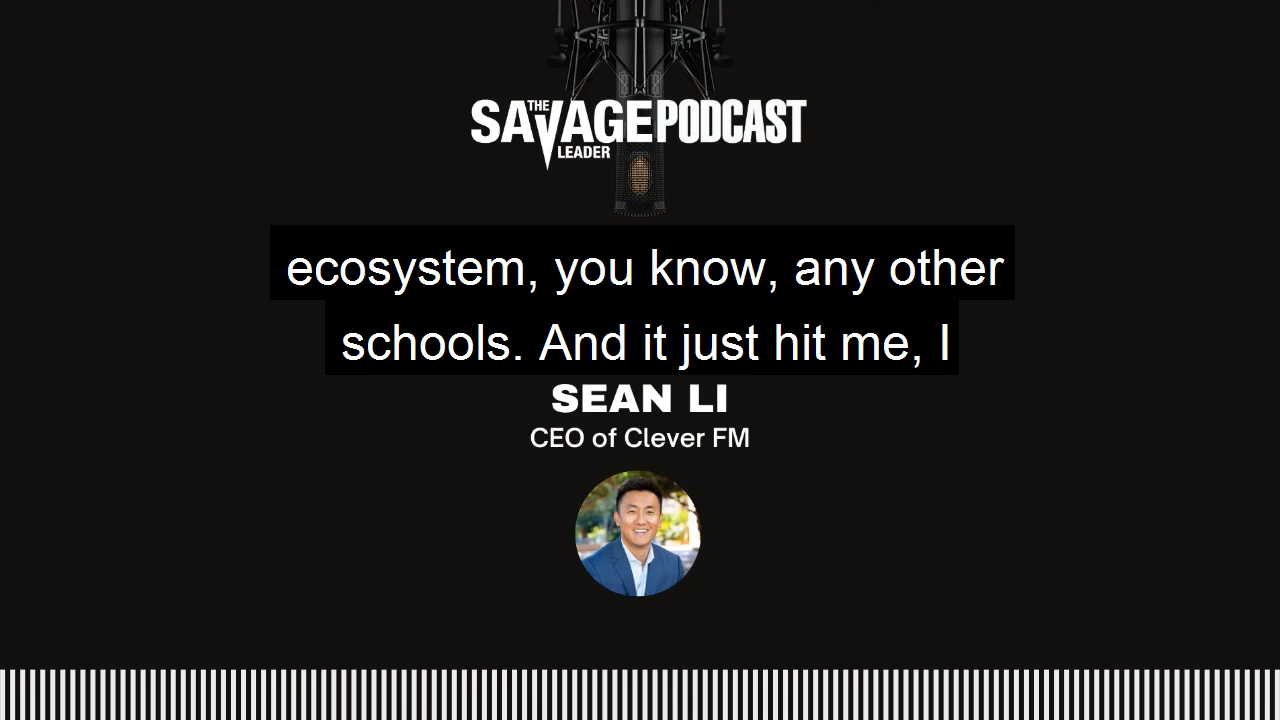 THE SAVAGE LEADER PODCAST
ecosystem, you know, any other
schools. And it just hit me, I
SEAN LI
CEO of Clever FM